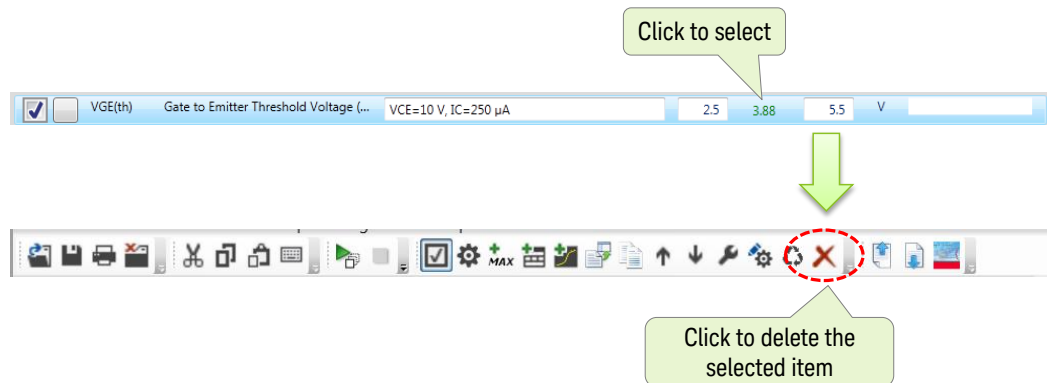 Click to select
VGE(th) Gate to Emitter Threshold Voltage (... VCE=10 V, IC=250 μA 2.5 3.88 5.5 V
MAX
Click to delete the
selected item